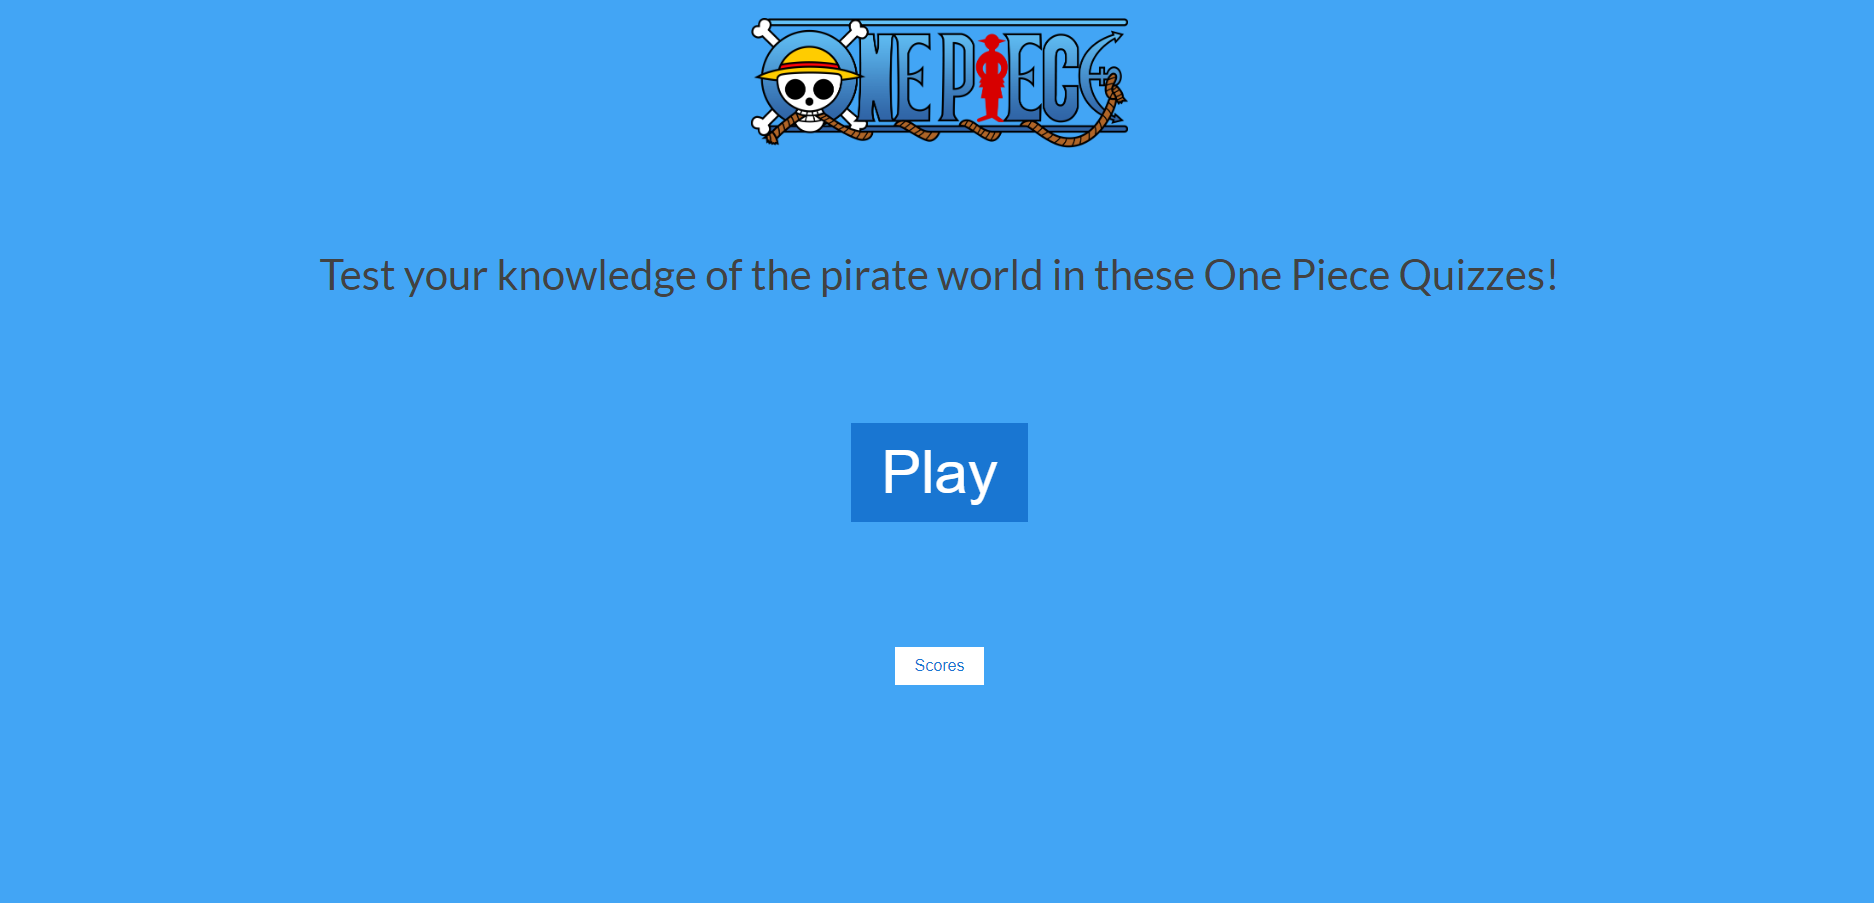 ONE PIECE
Test your knowledge of the pirate world in these One Piece Quizzes!
Play
Scores